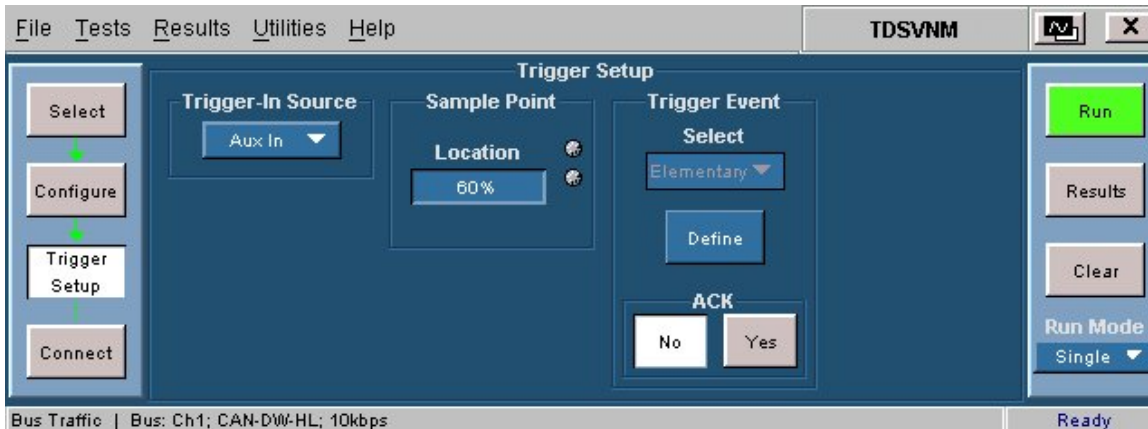 File Tests Results Utilities Help TDSVNM X
Trigger Setup
Select
Configure
Trigger
Setup
Connect
Trigger-In Source
Aux In
Sample Point
Location
60%
Trigger Event
Select
Elementary
Define
ACK
No Yes
Run
Results
Clear
Run Mode
Single
Bus Traffic | Bus: Ch1; CAN-DW-HL; 10kbps Ready